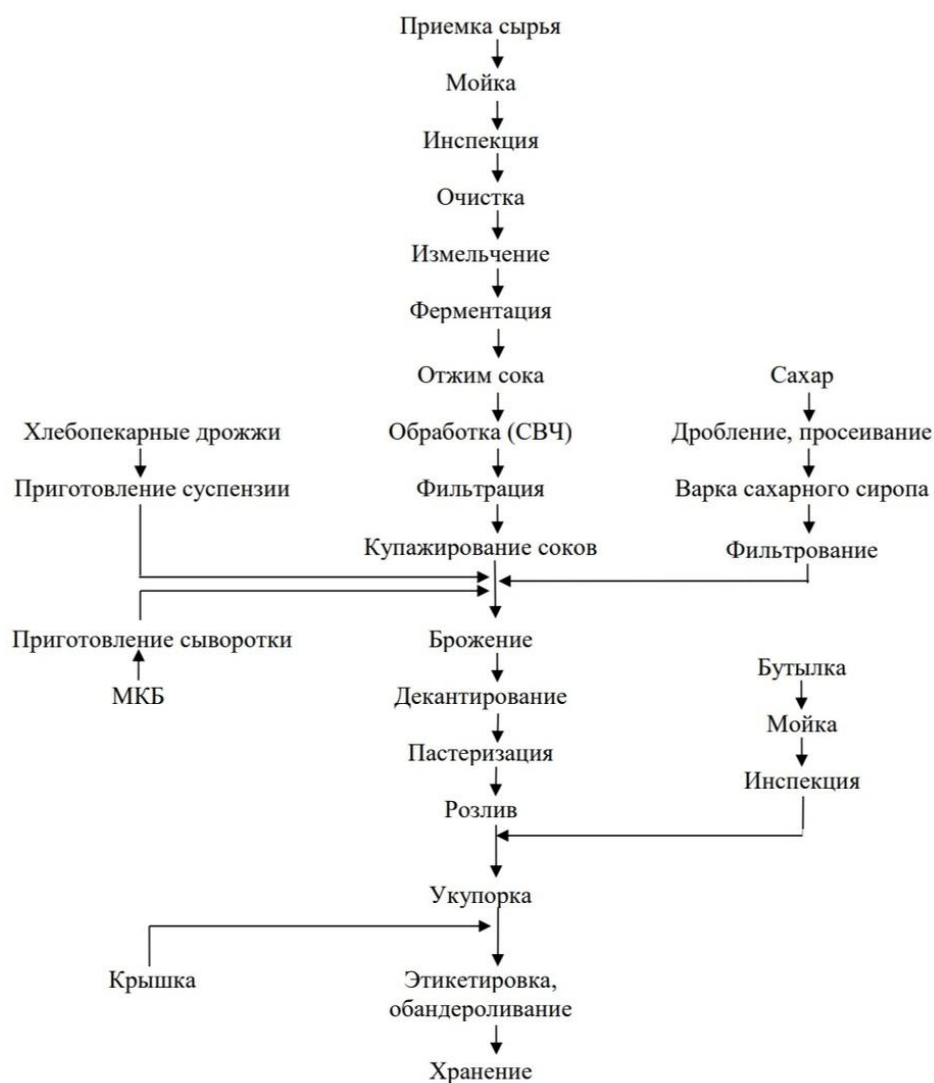 Приемка сырья
Мойка
Инспекция
Очистка
Измельчение
Ферментация
Отжим сока
Сахар
Хлебопекарные дрожжи
Обработка (СВЧ)
Дробление, просеивание
Приготовление суспензии
Фильтрация
Варка сахарного сиропа
Купажирование соков
Фильтрование
Приготовление сыворотки
Брожение
Бутылка
МКБ
Декантирование
Мойка
Пастеризация
Инспекция
Розлив
Укупорка
Крышка
Этикетировка,
обандероливание
Хранение